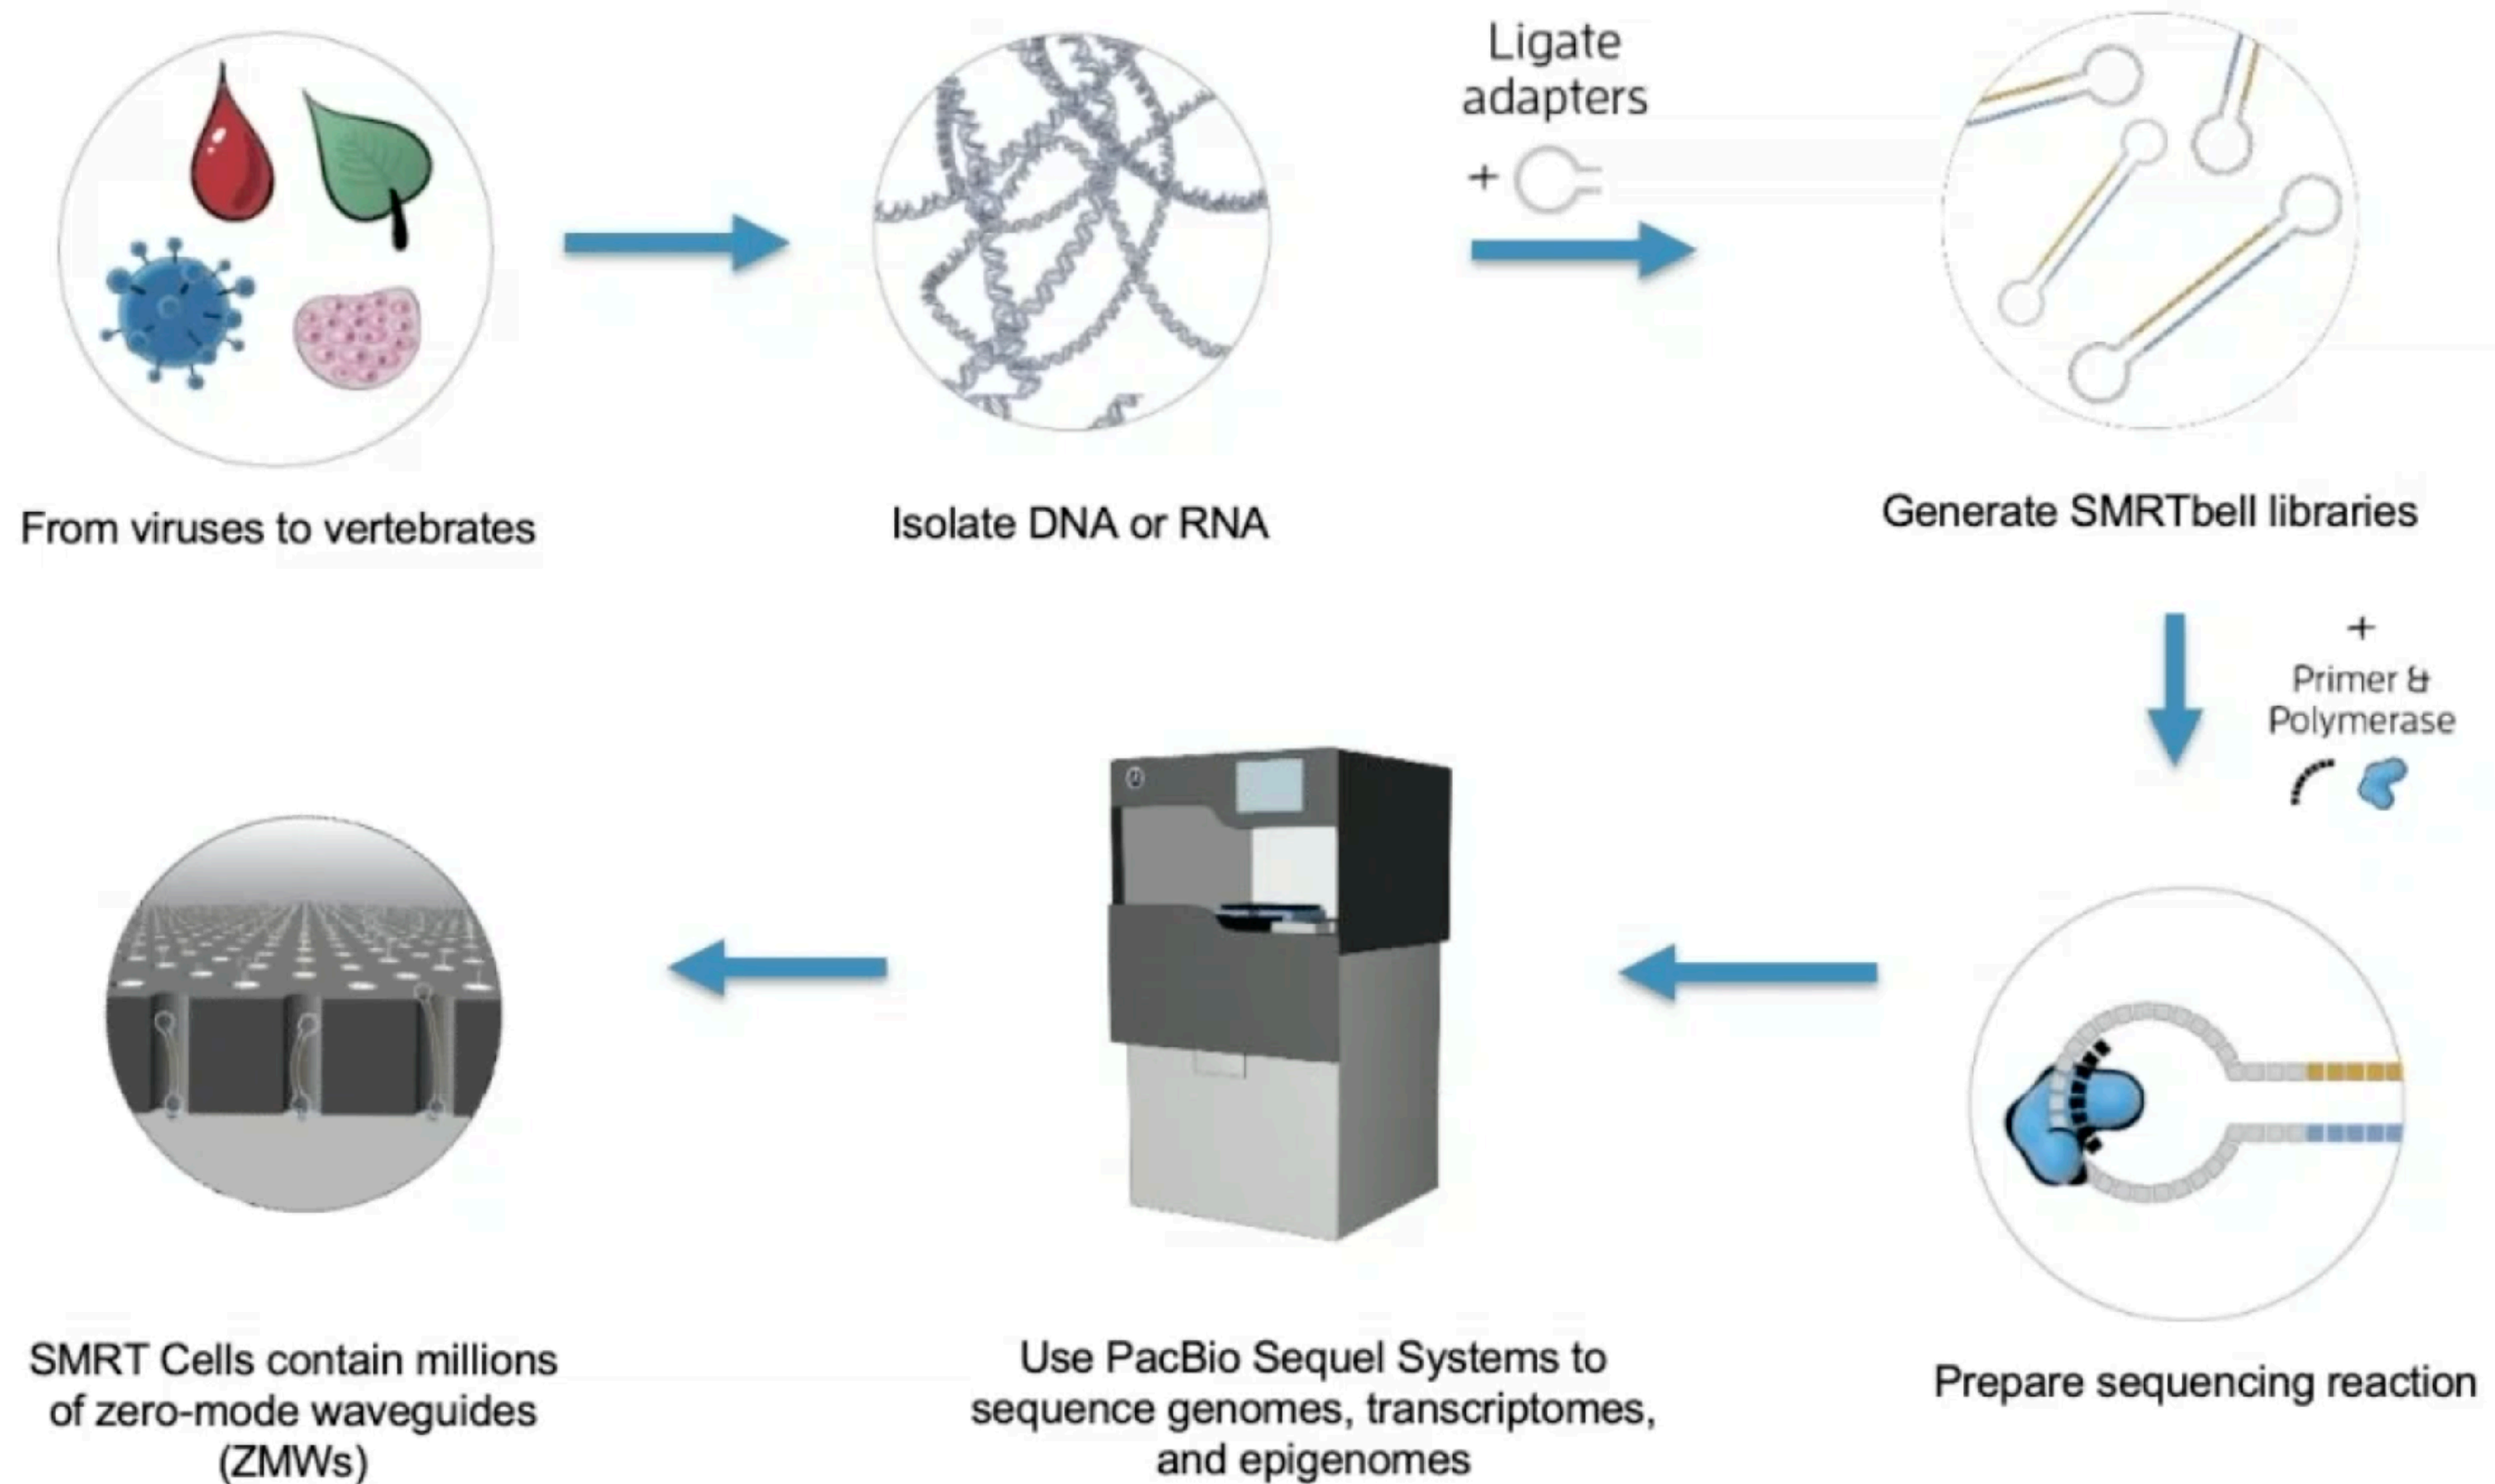 Ligate
adapters
+
From viruses to vertebrates
Isolate DNA or RNA
Generate SMRTbell libraries
+
Primer &
Polymerase
SMRT Cells contain millions
of zero-mode waveguides
(ZMWs)
Use PacBio Sequel Systems to
sequence genomes, transcriptomes,
and epigenomes
Prepare sequencing reaction